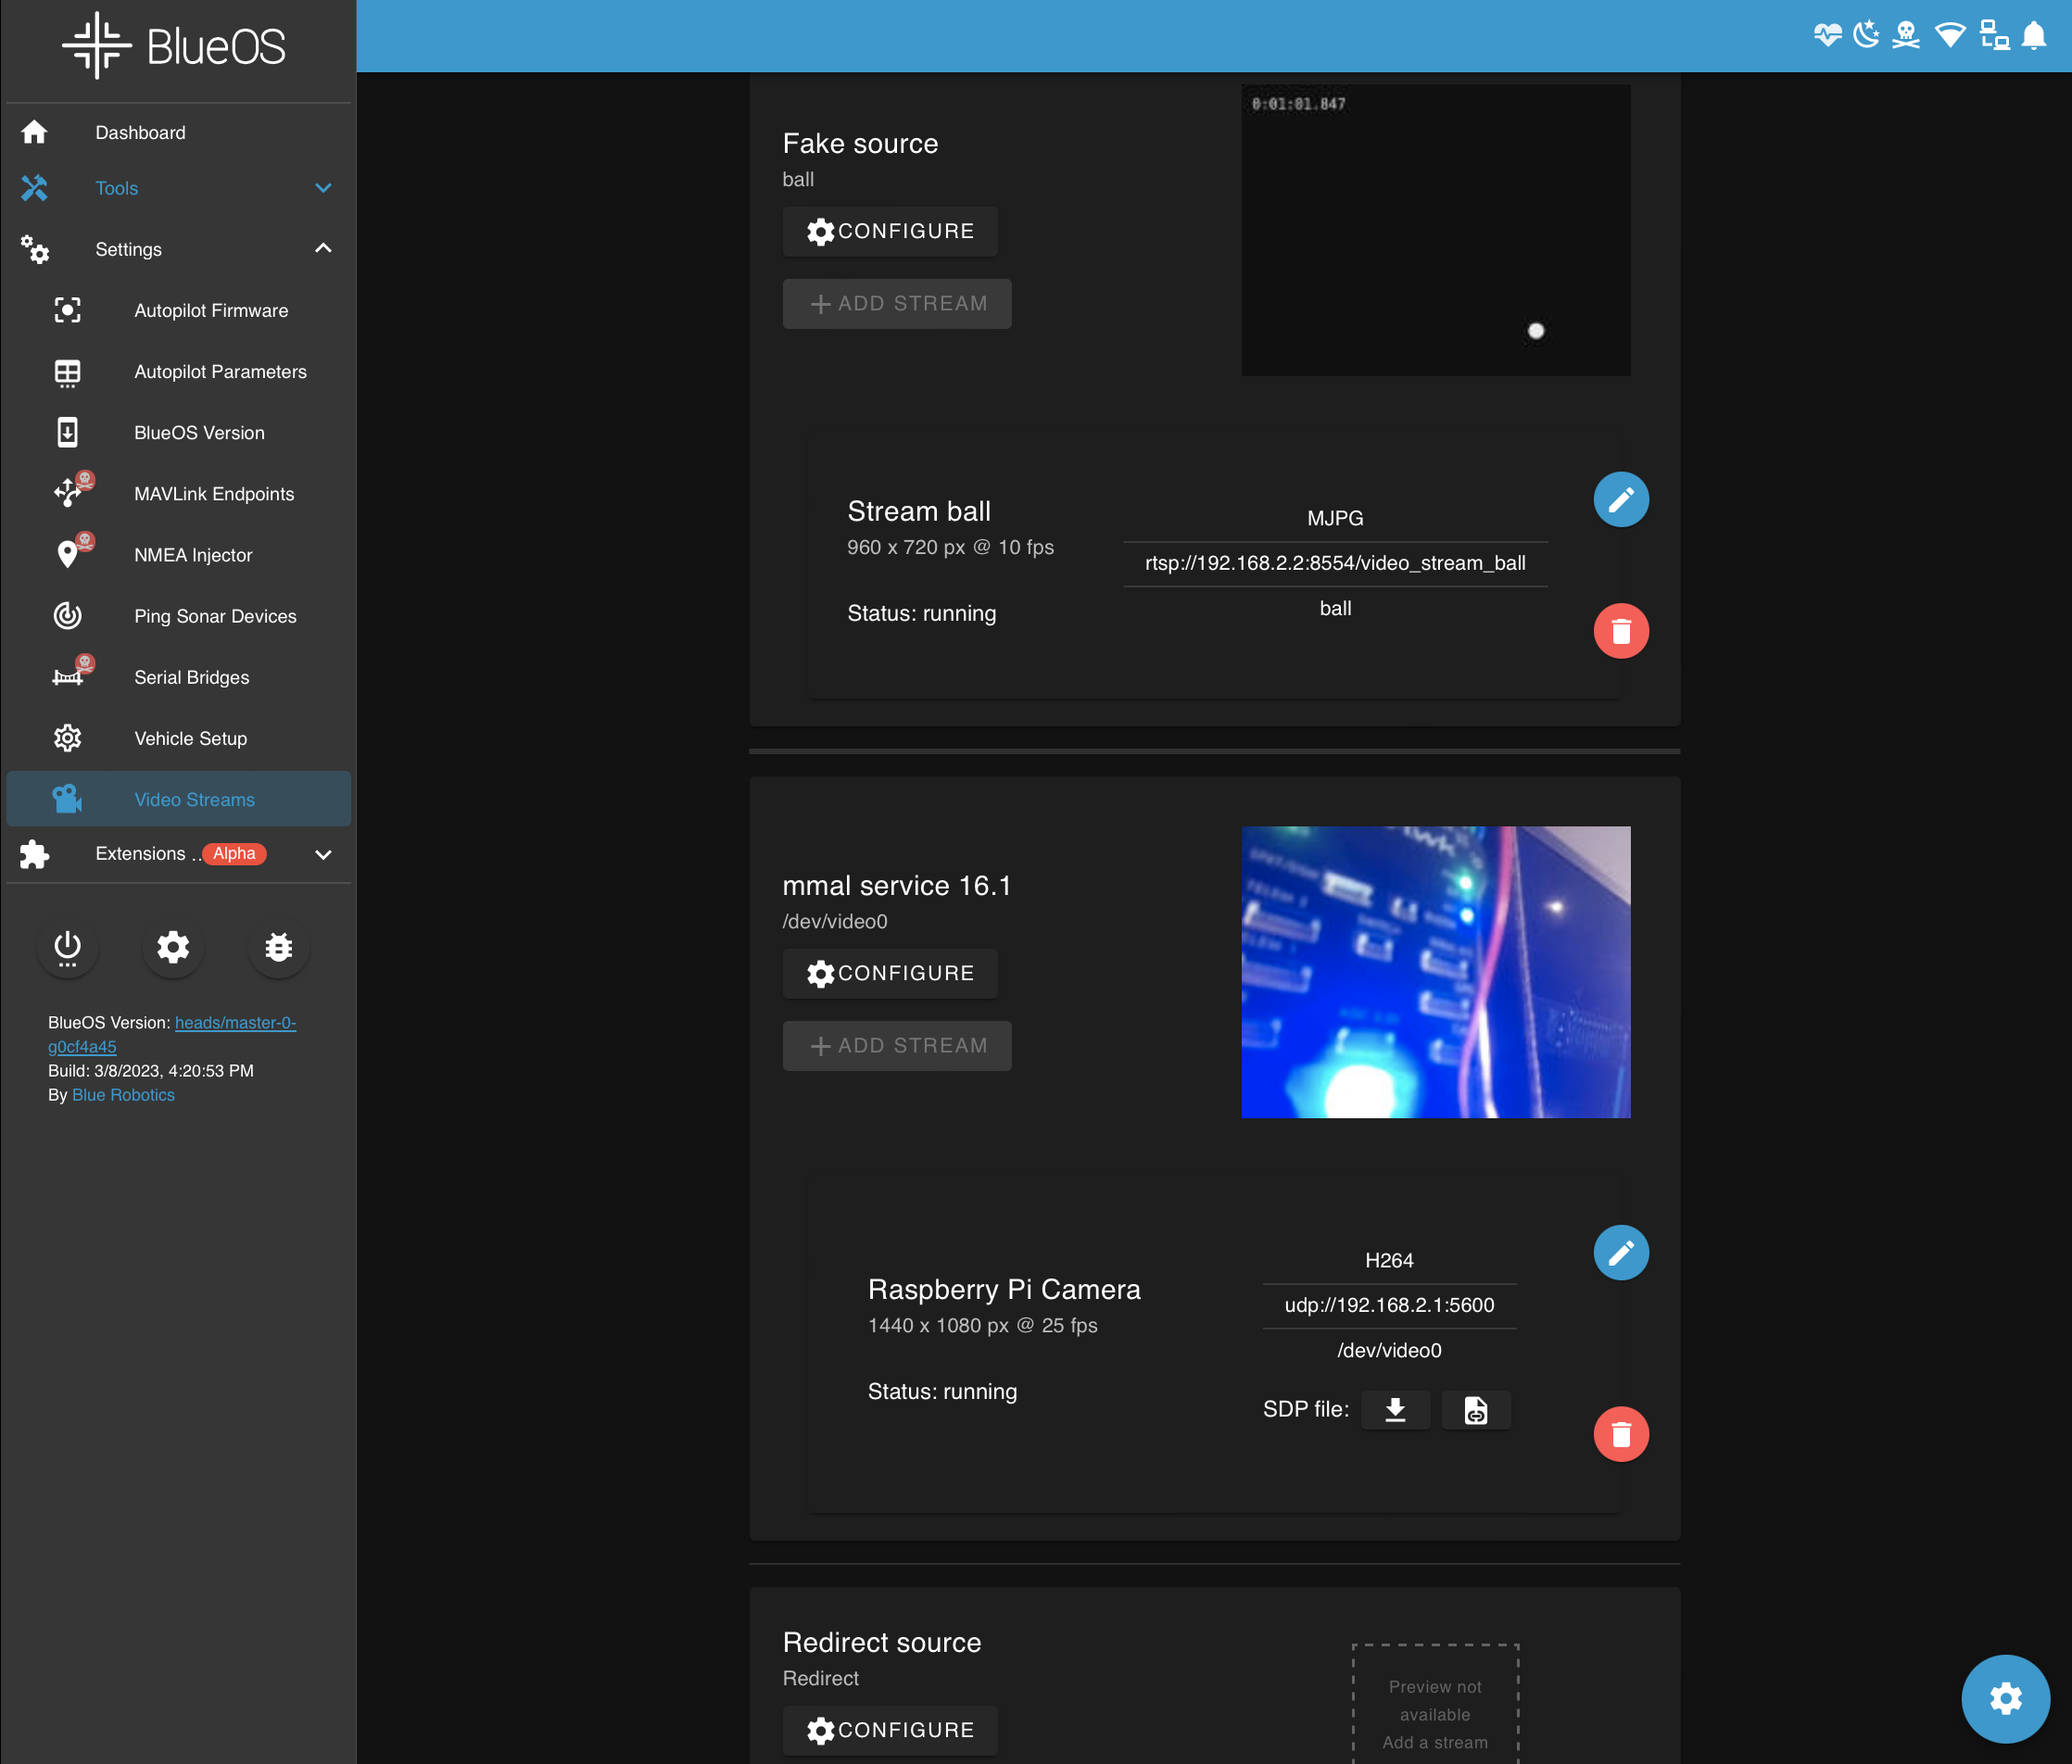 BlueOS
Dashboard
Tools
Settings
Autopilot Firmware
Autopilot Parameters
BlueOS Version
MAVLink Endpoints
NMEA Injector
Ping Sonar Devices
Serial Bridges
Vehicle Setup
Video Streams
Extensions .. Alpha
BlueOS Version: heads/master-0-
g0cf4a45
Build: 3/8/2023, 4:20:53 PM
By Blue Robotics
0:01:01.847
Fake source
ball
CONFIGURE
ADD STREAM
Stream ball
960 x 720 px @ 10 fps
Status: running
MJPG
rtsp://192.168.2.2:8554/video_stream_ball
ball
mmal service 16.1
/dev/video0
CONFIGURE
ADD STREAM
Raspberry Pi Camera
1440 x 1080 px @ 25 fps
Status: running
H264
udp://192.168.2.1:5600
/dev/video0
SDP file:
Redirect source
Redirect
CONFIGURE
Preview not
available
Add a stream